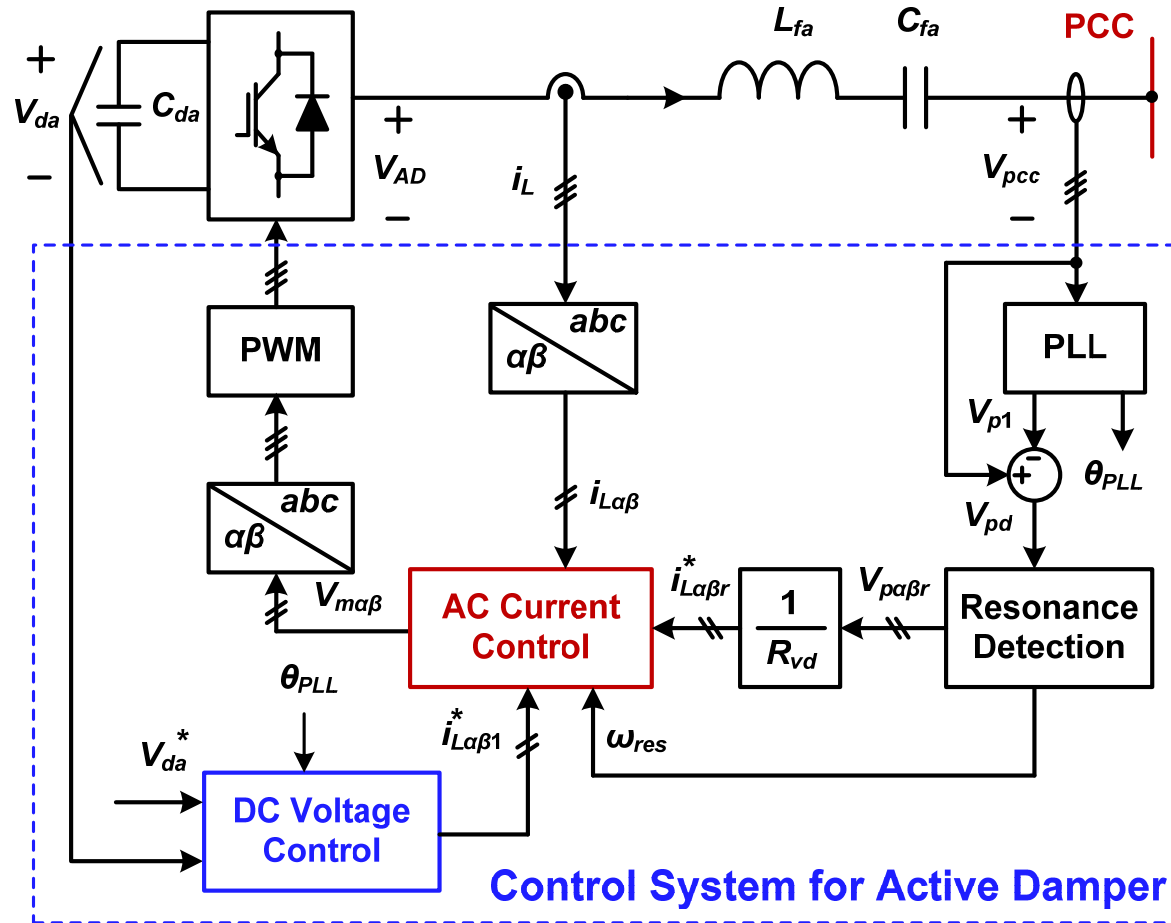 L_fa
C_fa
PCC
+
V_da
−
C_da
+
V_AD
−
i_L
+
V_pcc
−
PWM
abc
αβ
PLL
V_p1
θ_PLL
−
+
V_pd
abc
αβ
i_Lαβ
V_mαβ
AC Current
Control
i*_Lαβr
1
R_vd
V_pαβr
Resonance
Detection
θ_PLL
i*_Lαβ1
ω_res
V_da*
DC Voltage
Control
Control System for Active Damper